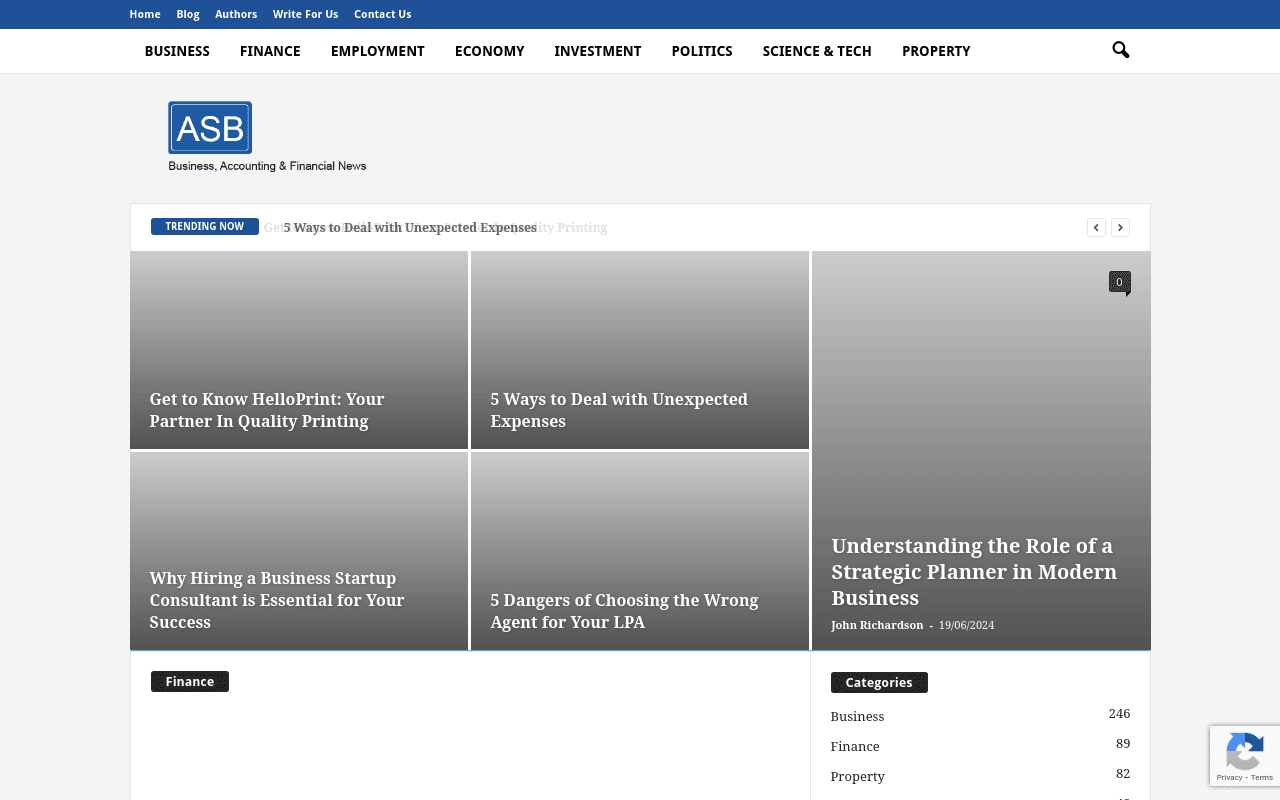 Home Blog Authors Write For Us Contact Us
BUSINESS FINANCE EMPLOYMENT ECONOMY INVESTMENT POLITICS SCIENCE & TECH PROPERTY
ASB
Business, Accounting & Financial News
TRENDING NOW 5 Ways to Deal with Unexpected Expenses
0
Get to Know HelloPrint: Your
Partner In Quality Printing
5 Ways to Deal with Unexpected
Expenses
Why Hiring a Business Startup
Consultant is Essential for Your
Success
5 Dangers of Choosing the Wrong
Agent for Your LPA
Understanding the Role of a
Strategic Planner in Modern
Business
John Richardson - 19/06/2024
Finance
Categories
Business 246
Finance 89
Property 82
Privacy - Terms